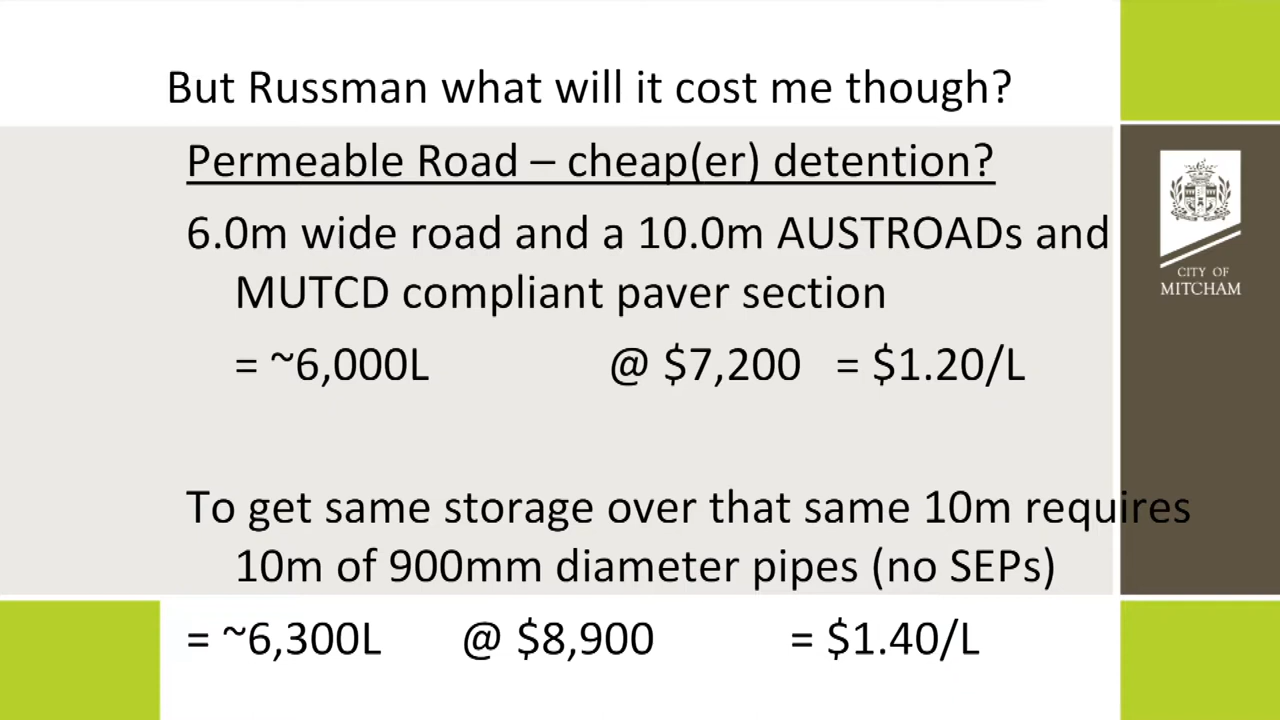 But Russman what will it cost me though?
Permeable Road – cheap(er) detention?
6.0m wide road and a 10.0m AUSTROADs and
MUTCD compliant paver section
= ~6,000L @ $7,200 = $1.20/L
CITY OF
MITCHAM
To get same storage over that same 10m requires
10m of 900mm diameter pipes (no SEPs)
= ~6,300L @ $8,900 = $1.40/L